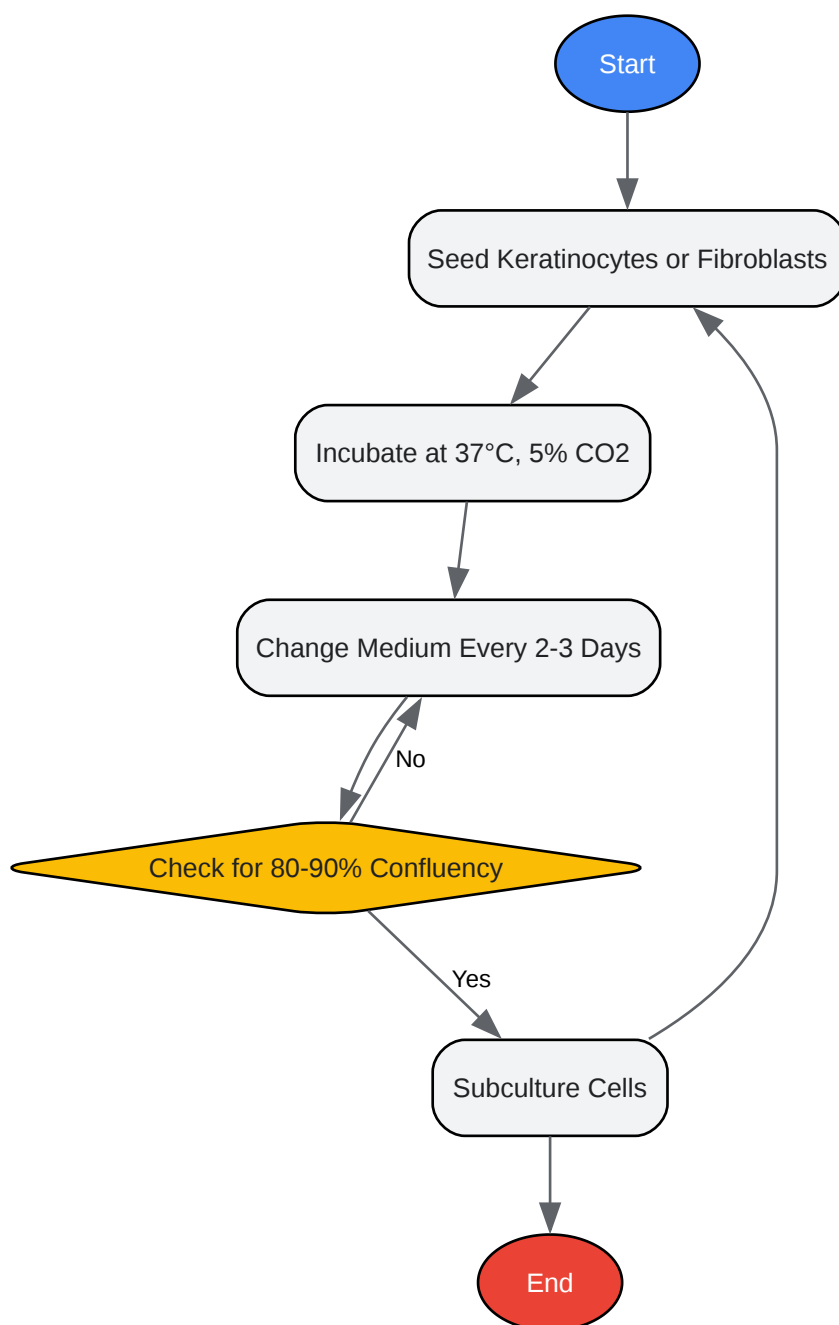 Start
Seed Keratinocytes or Fibroblasts
Incubate at 37°C, 5% CO2
Change Medium Every 2-3 Days
No
Check for 80-90% Confluency
Yes
Subculture Cells
End